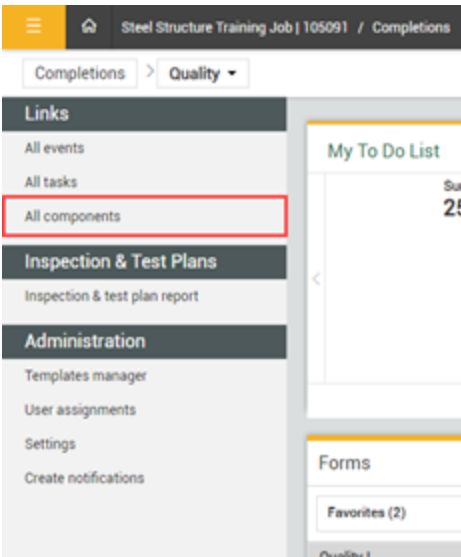 Steel Structure Training Job | 105091 / Completions
Completions > Quality
Links
All events
My To Do List
All tasks
All components
25
Inspection & Test Plans
Inspection & test plan report
Administration
Templates manager
User assignments
Settings
Forms
Create notifications
Favorites (2)